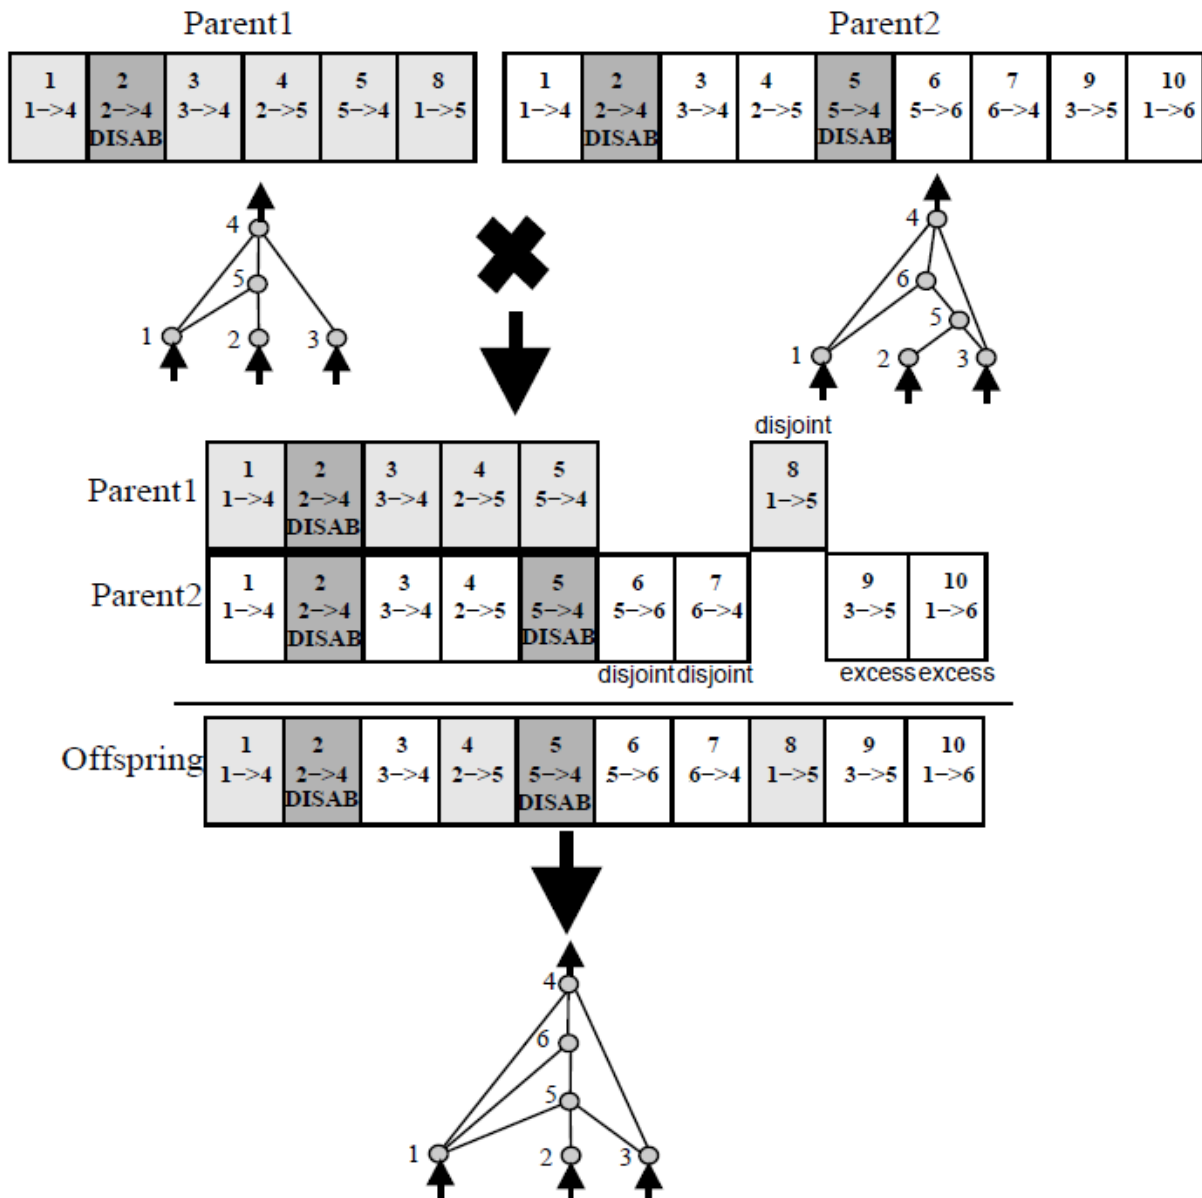 Parent1 Parent2
1 2 3 4 5 8 1 2 3 4 5 6 7 9 10
1->4 2->4 3->4 2->5 5->4 1->5 1->4 2->4 3->4 2->5 5->4 5->6 6->4 3->5 1->6
DISAB DISAB DISAB
4 4
5 6
5
1 2 3 1 2 3
disjoint
1 2 3 4 5 8
Parent1 1->4 2->4 3->4 2->5 5->4 1->5
DISAB
1 2 3 4 5 6 7 9 10
Parent2 1->4 2->4 3->4 2->5 5->4 5->6 6->4 3->5 1->6
DISAB DISAB
disjoint disjoint excess excess
1 2 3 4 5 6 7 8 9 10
Offspring 1->4 2->4 3->4 2->5 5->4 5->6 6->4 1->5 3->5 1->6
DISAB DISAB
4
6
5
1 2 3